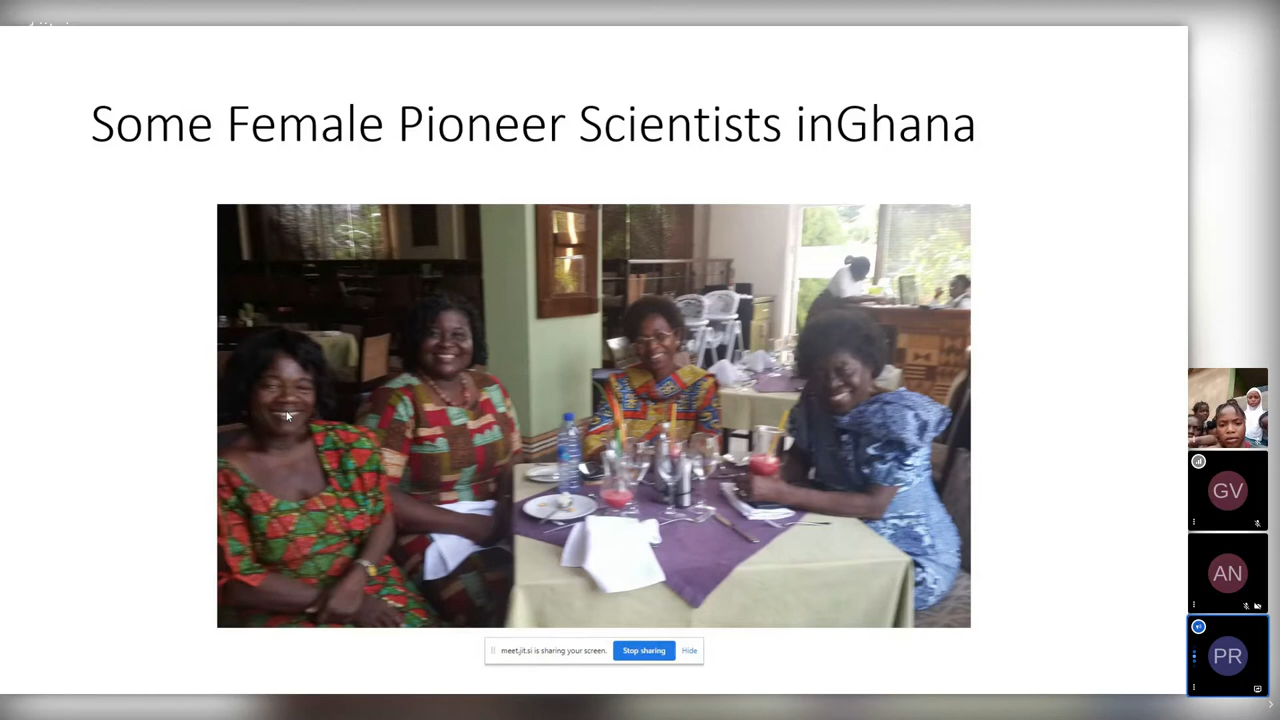 Some Female Pioneer Scientists inGhana
meet.jit.si is sharing your screen.
Stop sharing
Hide
GV
AN
PR